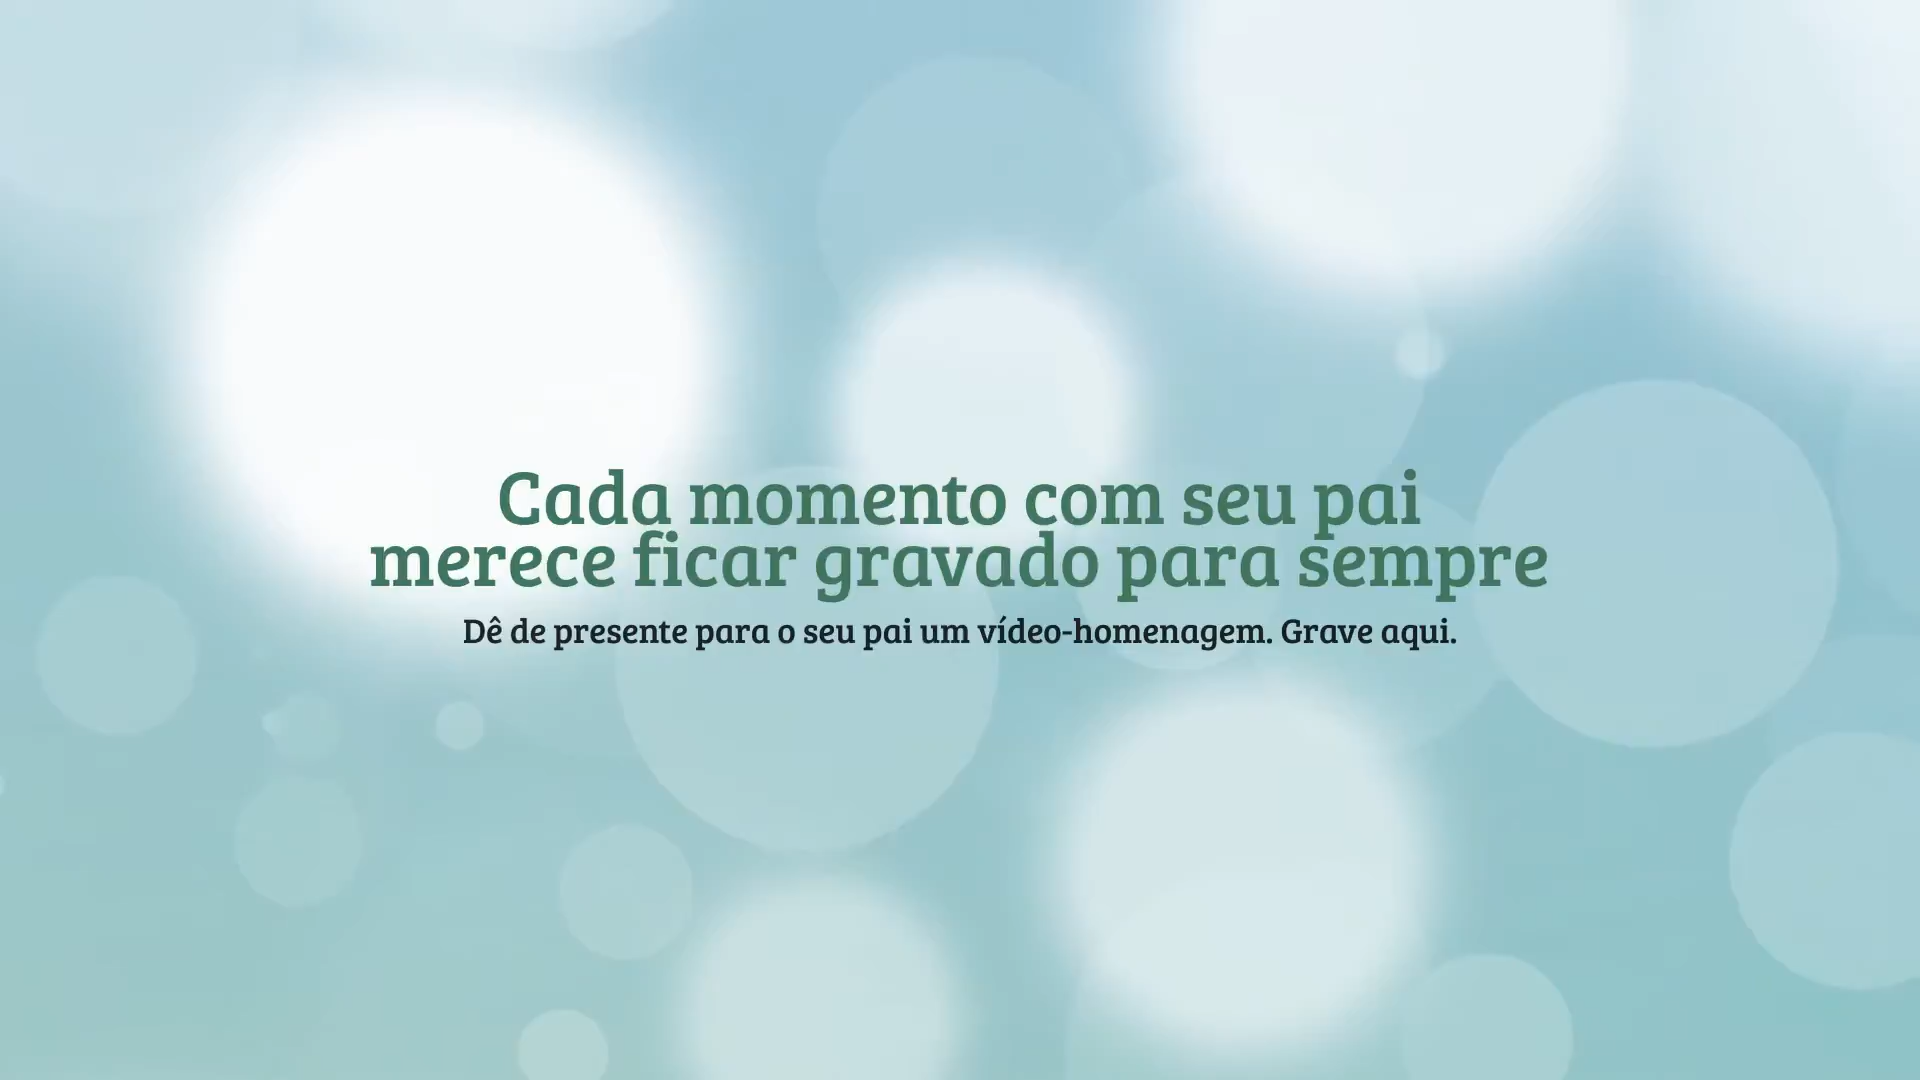 Cada momento com seu pai
merece ficar gravado para sempre
Dê de presente para o seu pai um vídeo-homenagem. Grave aqui.